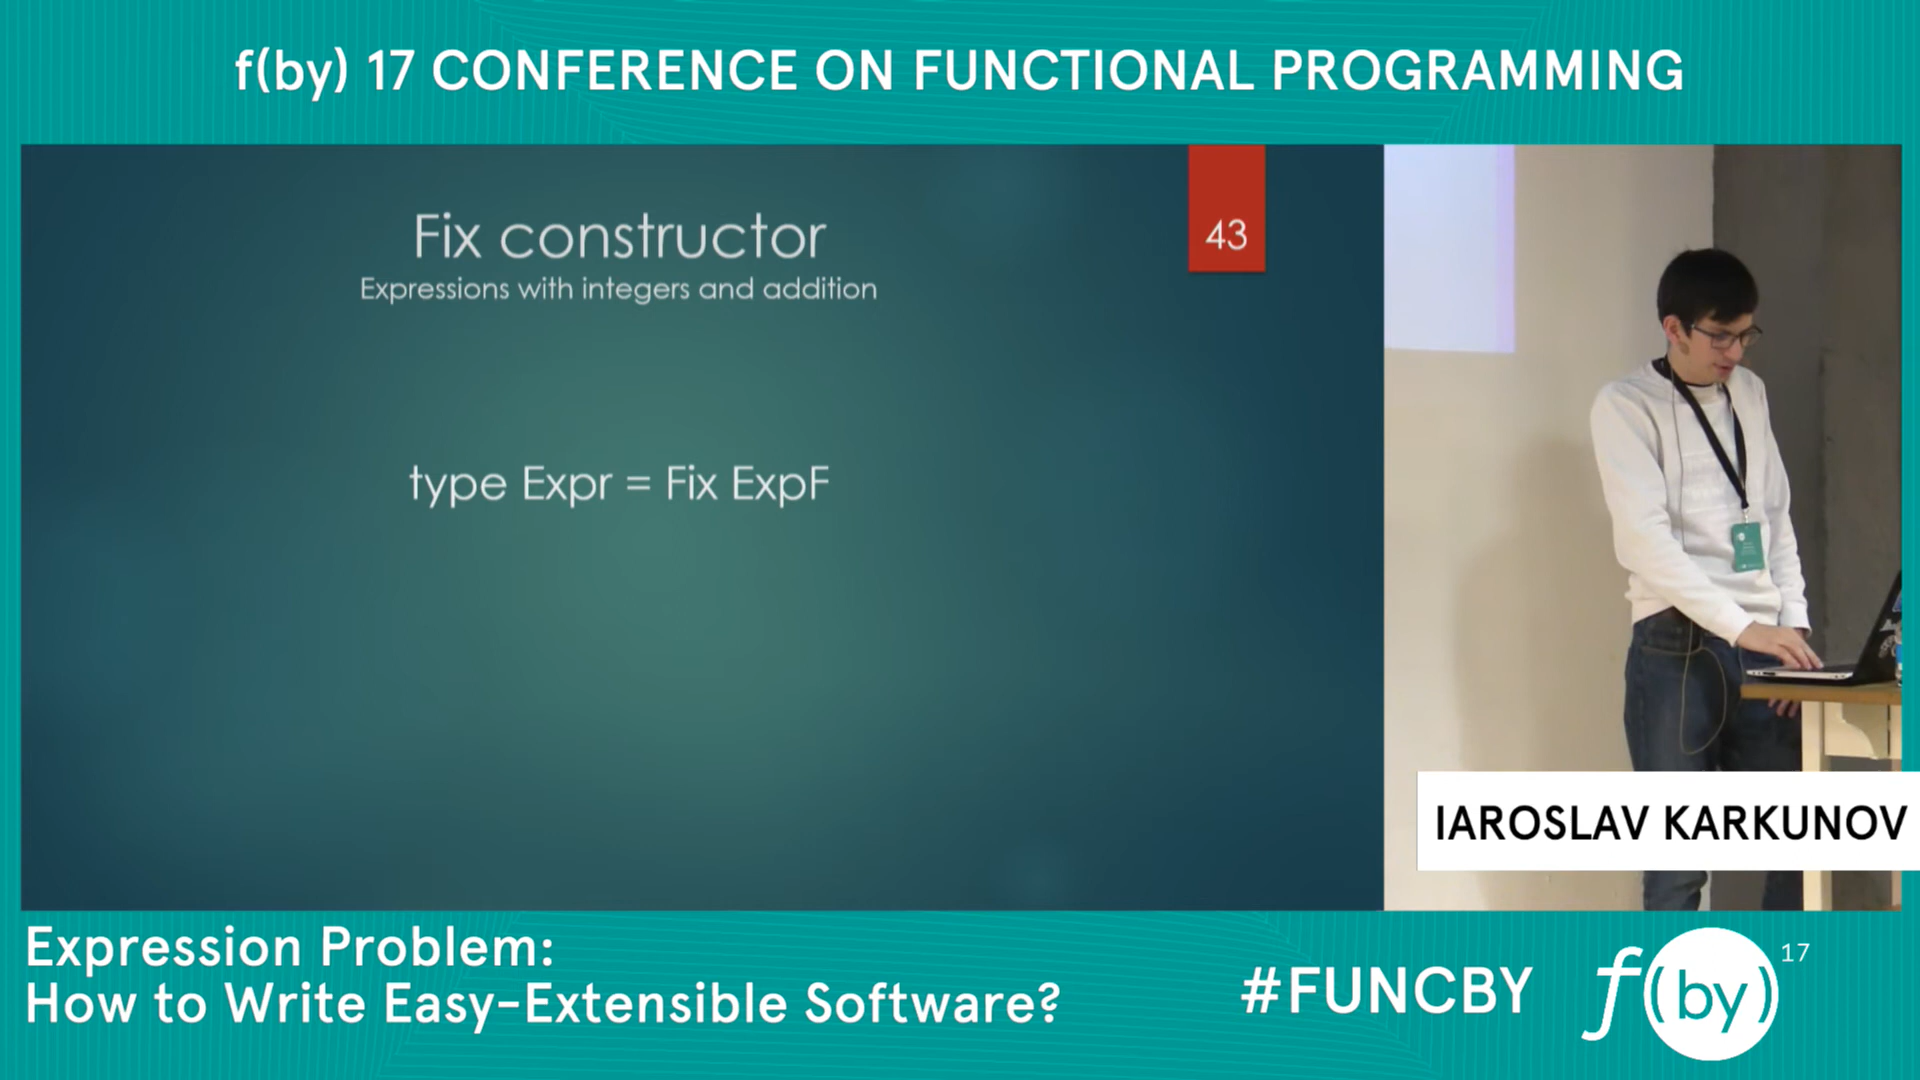 f(by) 17 CONFERENCE ON FUNCTIONAL PROGRAMMING
Fix constructor
Expressions with integers and addition
43
type Expr = Fix ExpF
IAROSLAV KARKUNOV
Expression Problem:
How to Write Easy-Extensible Software?
#FUNCBY
f(by) 17